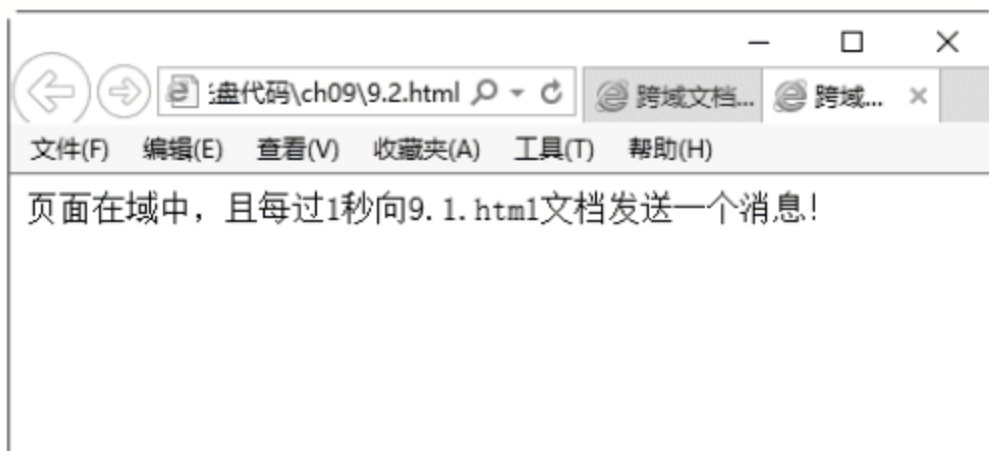 盘代码\ch09\9.2.html 跨域文档... 跨域...
文件(F) 编辑(E) 查看(V) 收藏夹(A) 工具(T) 帮助(H)
页面在域中，且每过1秒向9.1.html文档发送一个消息！